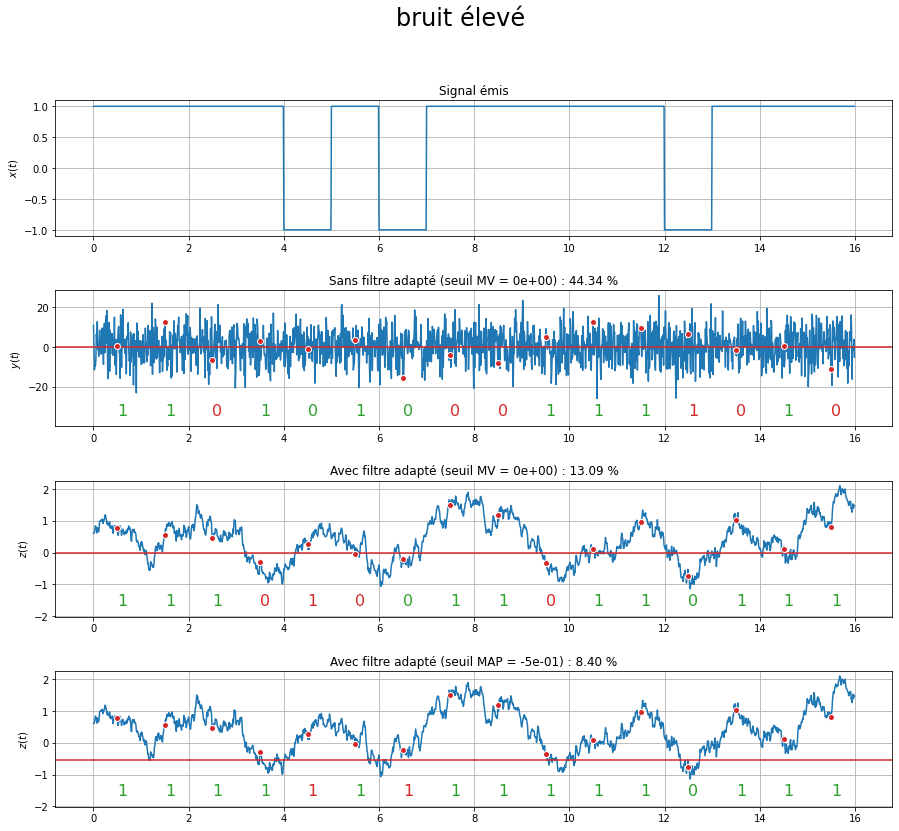 bruit élevé
Signal émis
x(t)
1.0
0.5
0.0
−0.5
−1.0
0 2 4 6 8 10 12 14 16
Sans filtre adapté (seuil MV = 0e+00) : 44.34 %
y(t)
20
0
−20
1 1 0 1 0 1 0 0 0 1 1 1 1 0 1 0
0 2 4 6 8 10 12 14 16
Avec filtre adapté (seuil MV = 0e+00) : 13.09 %
z(t)
2
1
0
−1
−2
1 1 1 0 1 0 0 1 1 0 1 1 0 1 1 1
0 2 4 6 8 10 12 14 16
Avec filtre adapté (seuil MAP = -5e-01) : 8.40 %
z(t)
2
1
0
−1
−2
1 1 1 1 1 1 1 1 1 1 1 1 0 1 1 1
0 2 4 6 8 10 12 14 16